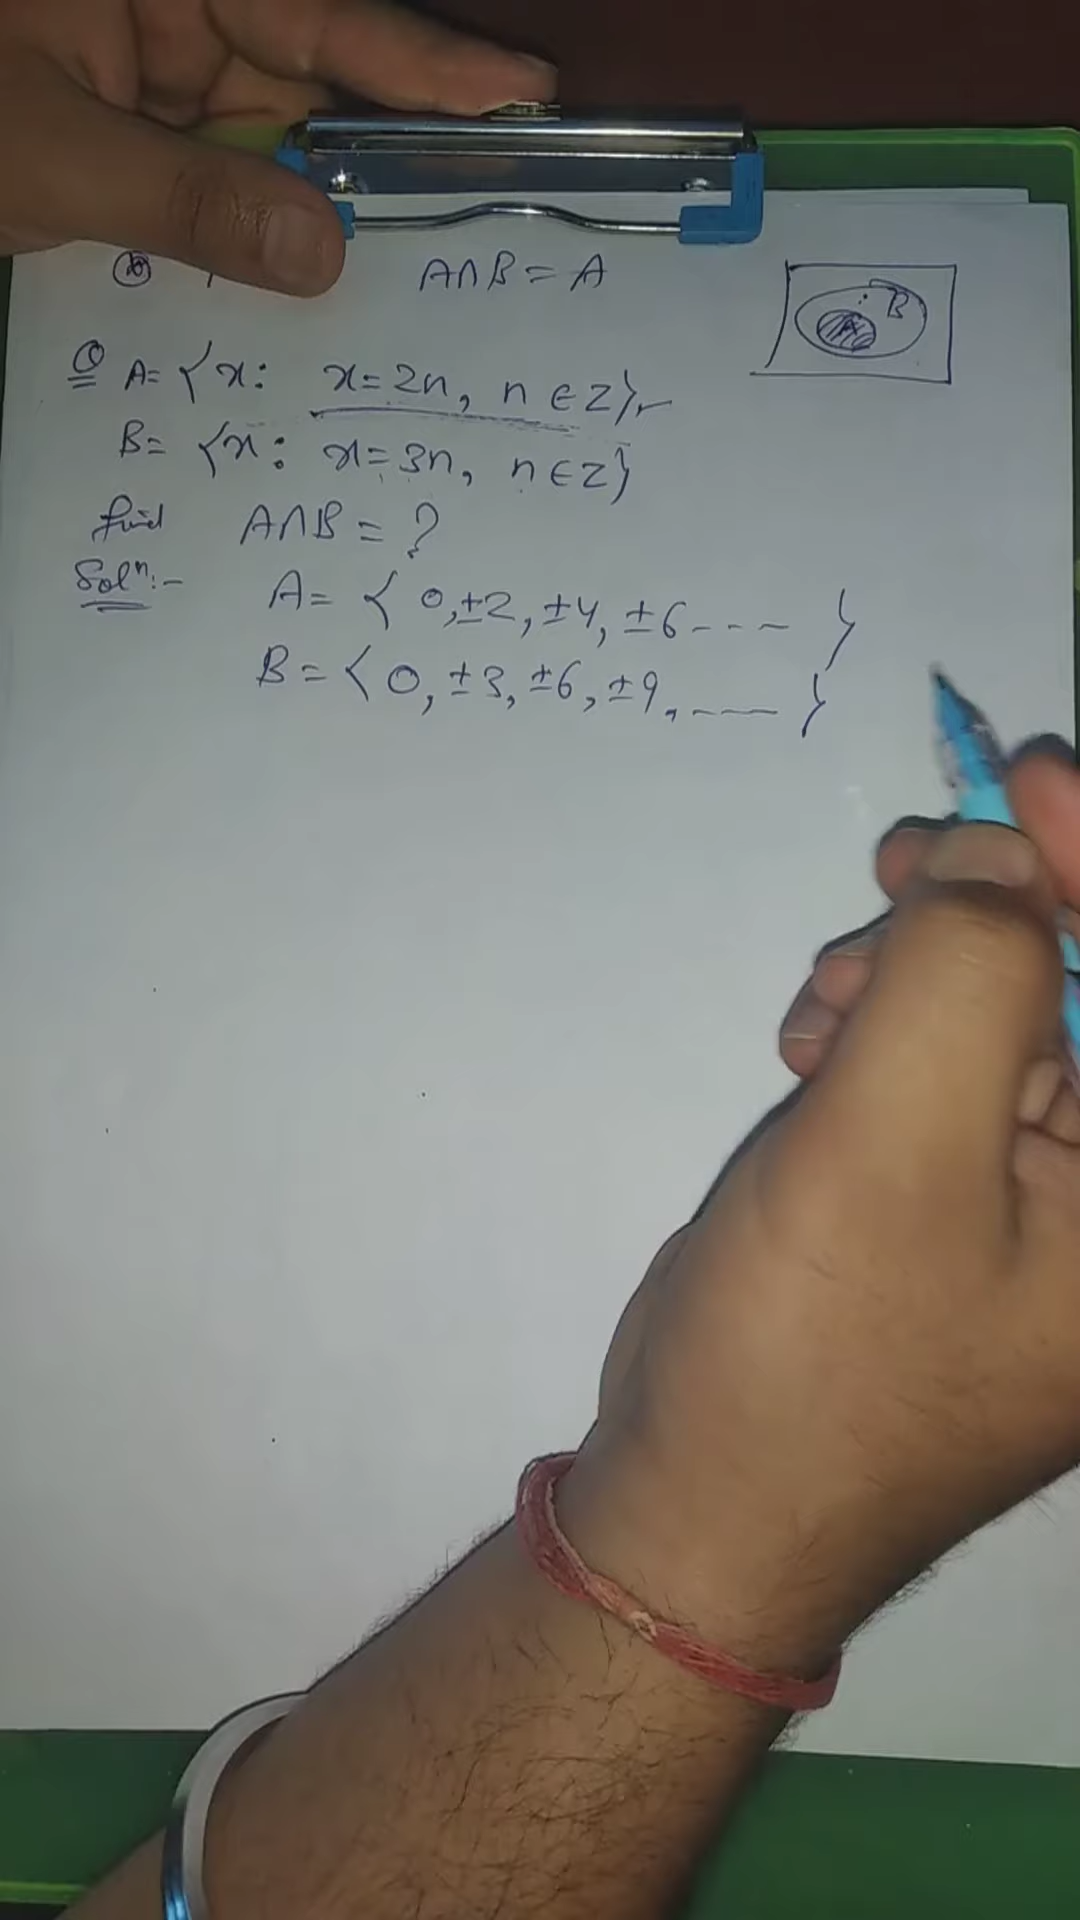 A∩B = A
B
A
Q A= {x: x=2n, n∈Z}
B= {x: x=3n, n∈Z}
find A∩B = ?
Solⁿ:-
A= { 0,±2, ±4, ±6---- }
B= { 0, ±3, ±6, ±9, ---- }